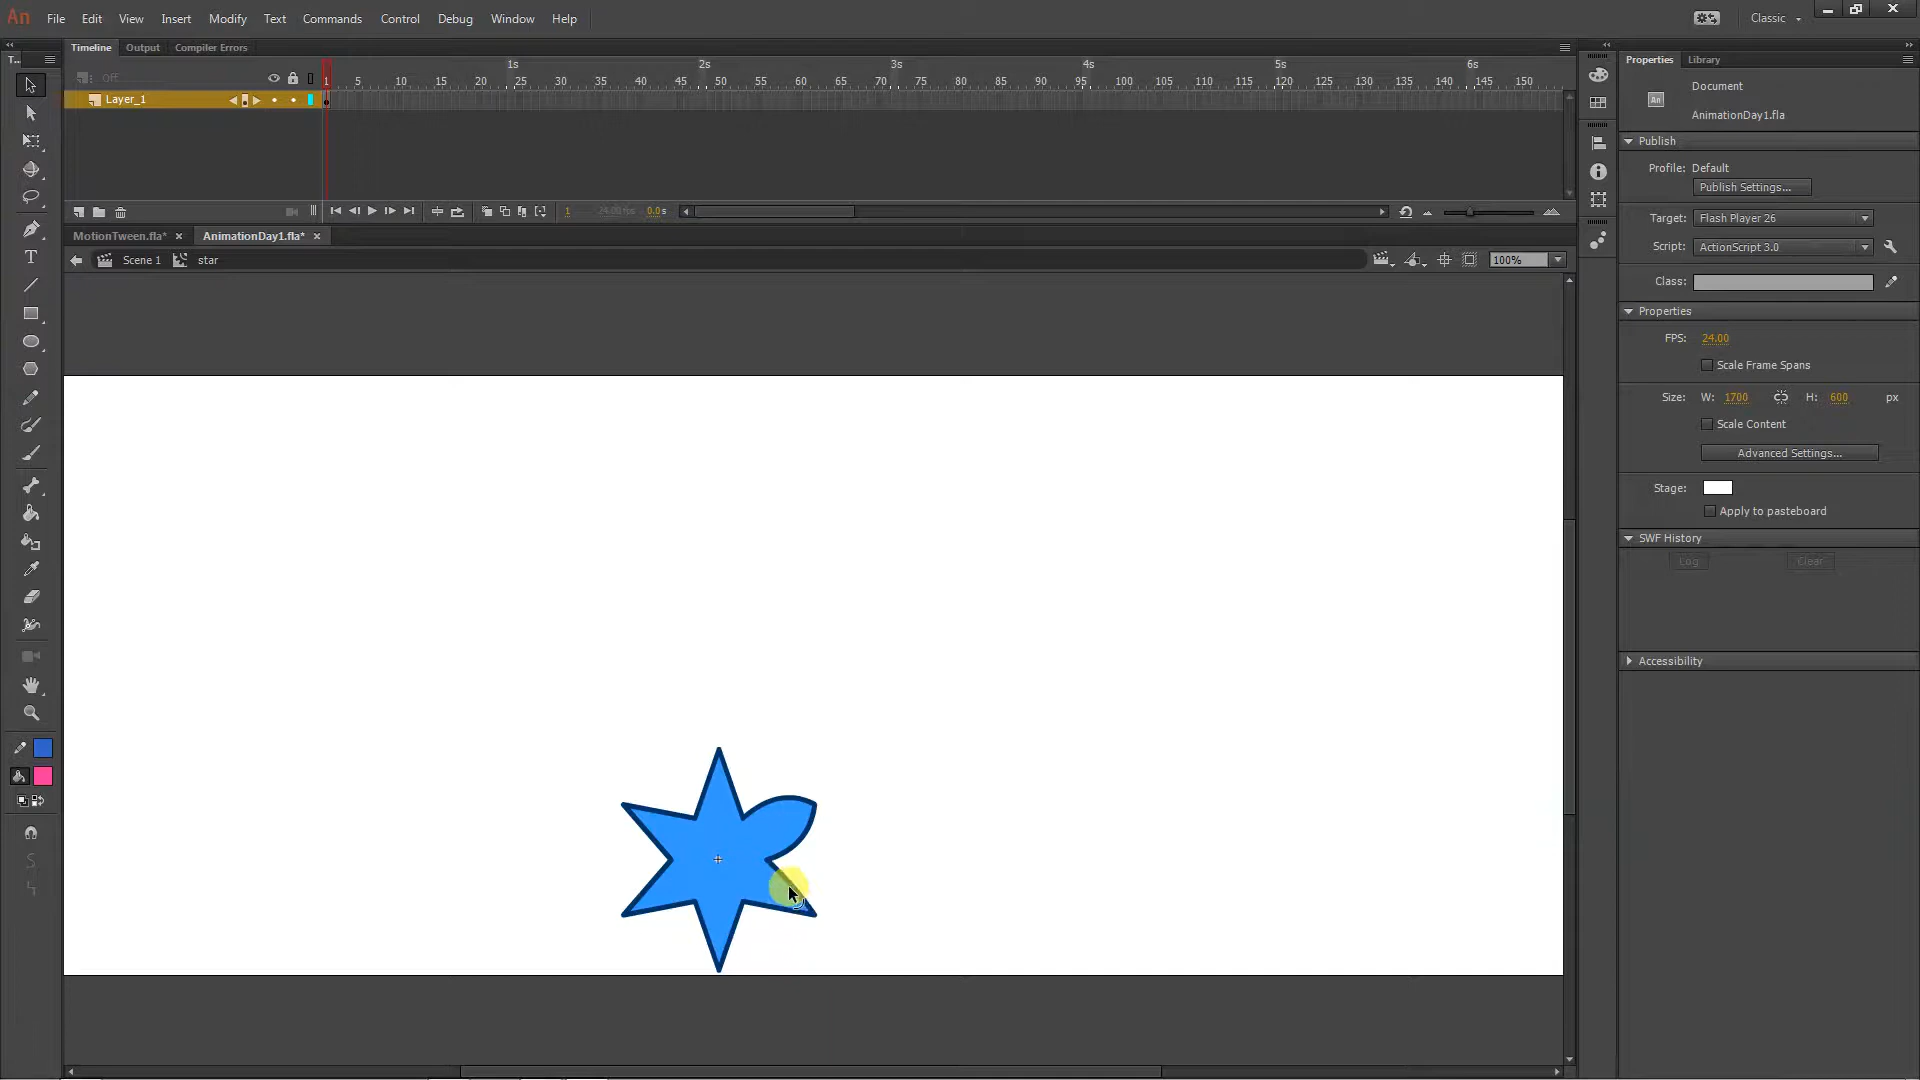 An File Edit View Insert Modify Text Commands Control Debug Window Help Classic
Timeline Output Compiler Errors
T... Properties Library
Off 1s 2s 3s 4s 5s 6s
1 5 10 15 20 25 30 35 40 45 50 55 60 65 70 75 80 85 90 95 100 105 110 115 120 125 130 135 140 145 150
Layer_1
An Document
AnimationDay1.fla
Publish
Profile: Default
Publish Settings...
1 24.00 fps 0.0s
Target: Flash Player 26
MotionTween.fla* × AnimationDay1.fla* ×
Script: ActionScript 3.0
Scene 1 star 100%
Class:
Properties
FPS: 24.00
Scale Frame Spans
Size: W: 1700 H: 600 px
Scale Content
Advanced Settings...
Stage:
Apply to pasteboard
SWF History
Log Clear
Accessibility
T
S